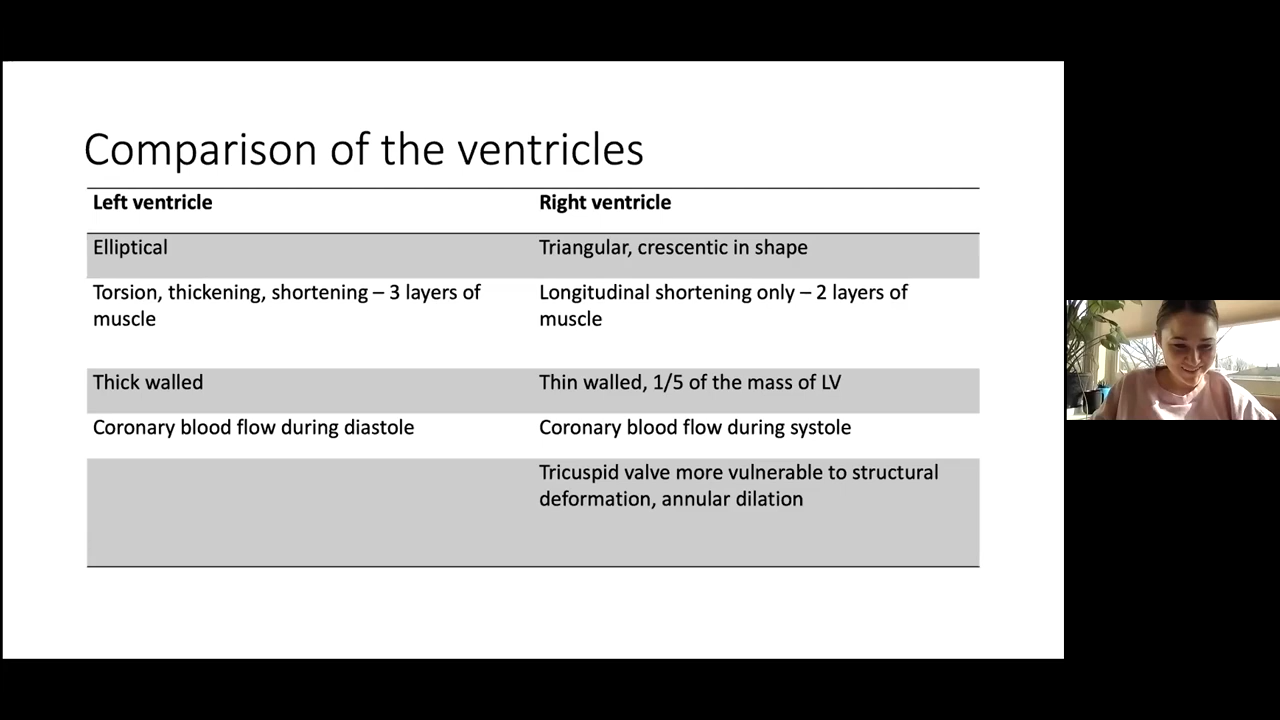 Comparison of the ventricles
Left ventricle
Right ventricle
Elliptical
Triangular, crescentic in shape
Torsion, thickening, shortening – 3 layers of
muscle
Longitudinal shortening only – 2 layers of
muscle
Thick walled
Thin walled, 1/5 of the mass of LV
Coronary blood flow during diastole
Coronary blood flow during systole
Tricuspid valve more vulnerable to structural
deformation, annular dilation